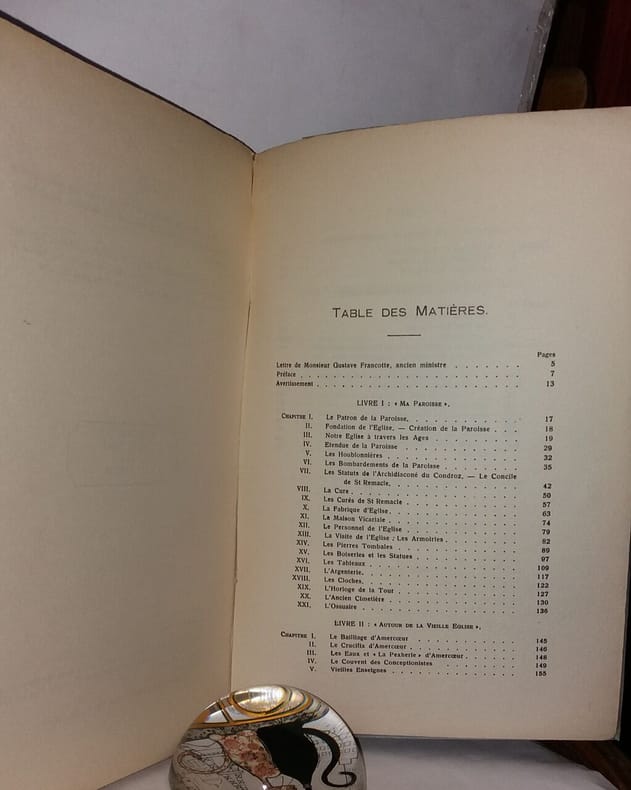 TABLE DES MATIÈRES.
Pages
Lettre de Monsieur Gustave Francotte, ancien ministre . . . . . . . 5
Préface . . . . . . . . . . . . . . . . . . . . . 7
Avertissement . . . . . . . . . . . . . . . . . . . . 13
LIVRE I : « MA PAROISSE ».
CHAPITRE I. Le Patron de la Paroisse. . . . . . . . . . . 17
II. Fondation de l'Eglise. — Création de la Paroisse . . . 18
III. Notre Eglise à travers les Ages . . . . . . . . . 19
IV. Etendue de la Paroisse . . . . . . . . . . . . 29
V. Les Houblonnières . . . . . . . . . . . . . 32
VI. Les Bombardements de la Paroisse . . . . . . . . 35
VII. Les Statuts de l'Archidiaconé du Condroz. — Le Concile
de St Remacle. . . . . . . . . . . 42
VIII. La Cure . . . . . . . . . . . . . . . . 50
IX. Les Curés de St Remacle . . . . . . . . . . . 57
X. La Fabrique d'Eglise . . . . . . . . . . . . 63
XI. La Maison Vicariale . . . . . . . . . . . . 74
XII. Le Personnel de l'Eglise . . . . . . . . . . . 79
XIII. La Visite de l'Eglise : Les Armoiries . . . . . . . 82
XIV. Les Pierres Tombales . . . . . . . . . . . . 89
XV. Les Boiseries et les Statues . . . . . . . . . . 97
XVI. Les Tableaux . . . . . . . . . . . . . . 109
XVII. L'Argenterie. . . . . . . . . . . . . . . 117
XVIII. Les Cloches. . . . . . . . . . . . . . . 122
XIX. L'Horloge de la Tour . . . . . . . . . . . . 127
XX. L'Ancien Cimetière . . . . . . . . . . . . 130
XXI. L'Ossuaire . . . . . . . . . . . . . . . 136
LIVRE II : « AUTOUR DE LA VIEILLE EGLISE ».
CHAPITRE I. Le Bailliage d'Amercœur . . . . . . . . . . 145
II. Le Crucifix d'Amercœur . . . . . . . . . . . 146
III. Les Eaux et « La Pexherie » d'Amercœur . . . . . . 148
IV. Le Couvent des Conceptionistes . . . . . . . . 149
V. Vieilles Enseignes . . . . . . . . . . . . 155